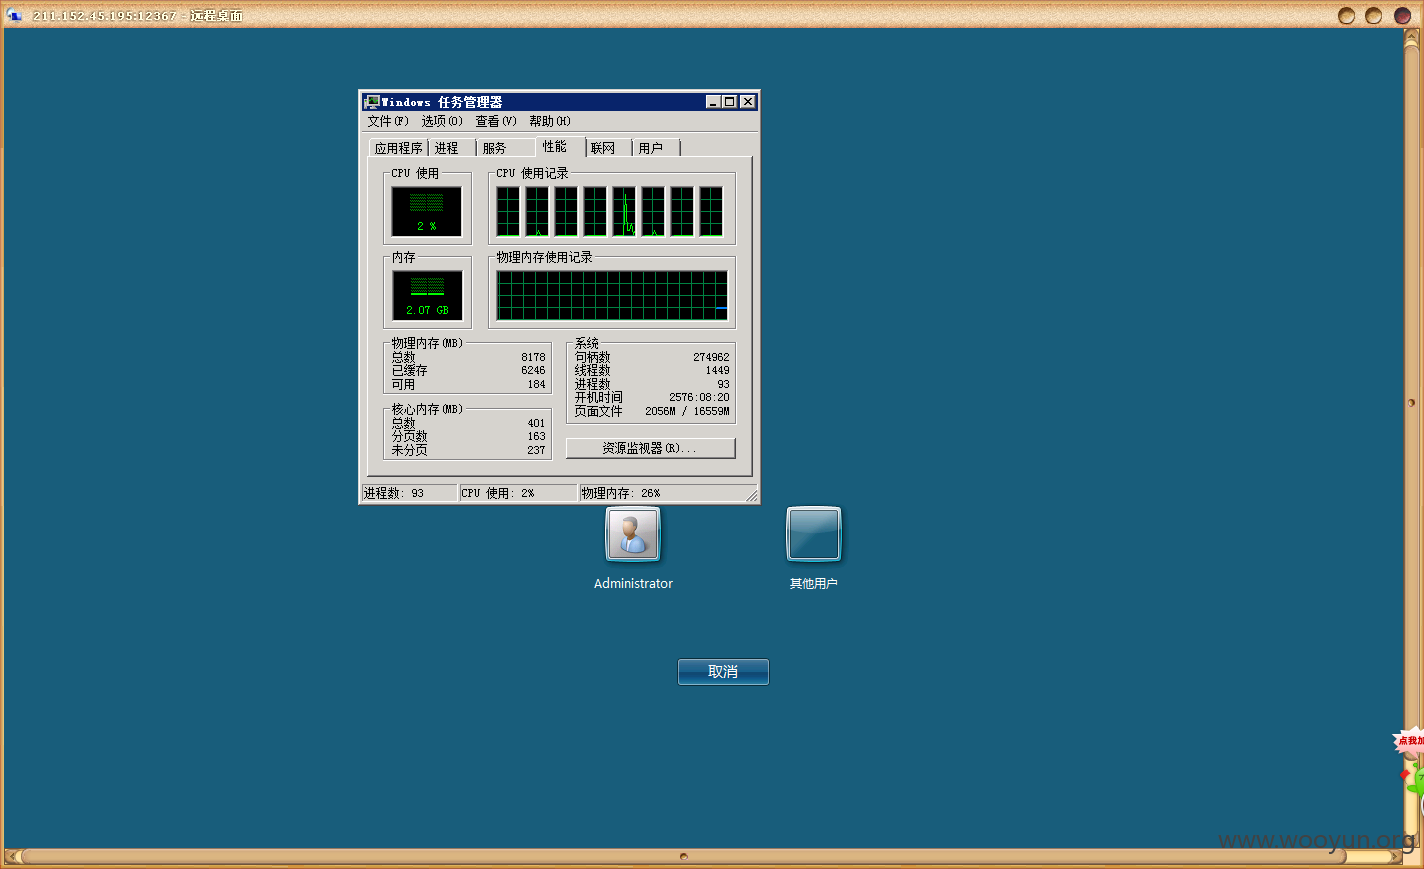 211.152.45.195:12367 - 远程桌面
Windows 任务管理器
文件(F) 选项(O) 查看(V) 帮助(H)
应用程序 进程 服务 性能 联网 用户
CPU 使用
2 %
CPU 使用记录
内存
2.07 GB
物理内存使用记录
物理内存(MB)
总数 8178
已缓存 6246
可用 184
系统
句柄数 274962
线程数 1449
进程数 93
开机时间 2576:08:20
页面文件 2056M / 16559M
核心内存(MB)
总数 401
分页数 163
未分页 237
资源监视器(R)...
进程数: 93 CPU 使用: 2% 物理内存: 26%
Administrator
其他用户
取消
点我加
www.wooyun.org